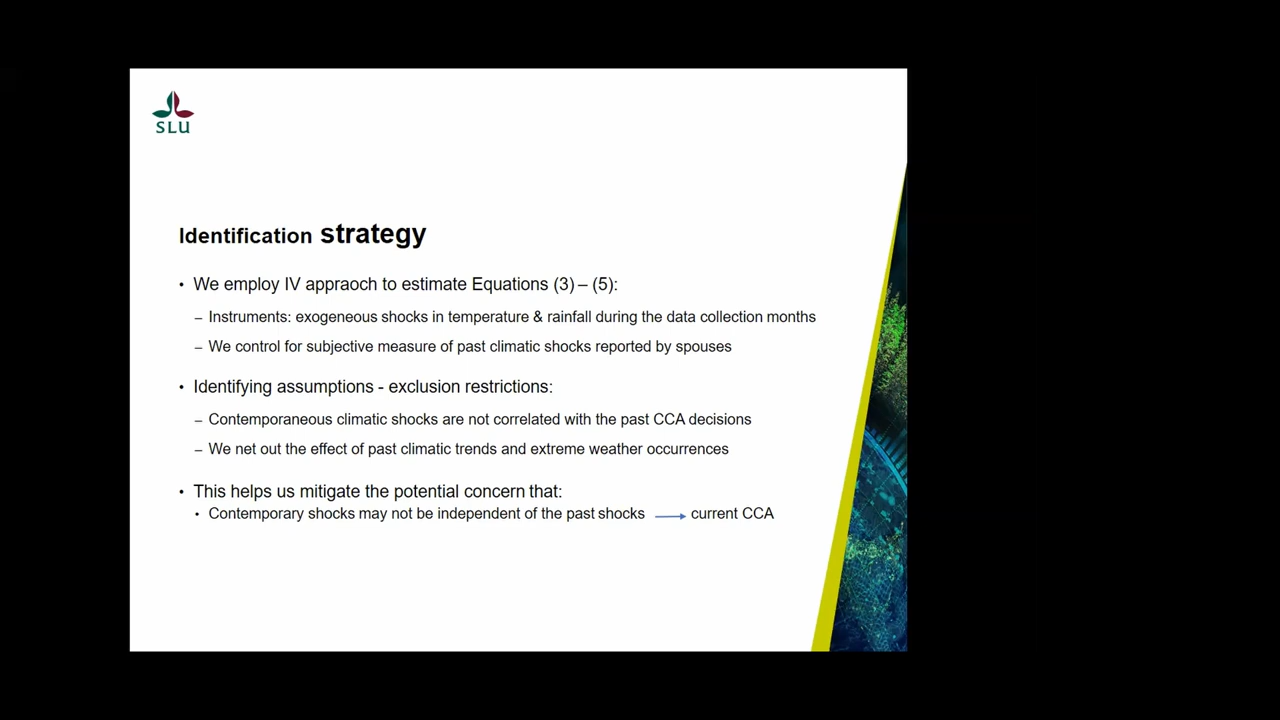 SLU
Identification strategy
• We employ IV appraoch to estimate Equations (3) – (5):
– Instruments: exogeneous shocks in temperature & rainfall during the data collection months
– We control for subjective measure of past climatic shocks reported by spouses
• Identifying assumptions - exclusion restrictions:
– Contemporaneous climatic shocks are not correlated with the past CCA decisions
– We net out the effect of past climatic trends and extreme weather occurrences
• This helps us mitigate the potential concern that:
• Contemporary shocks may not be independent of the past shocks → current CCA